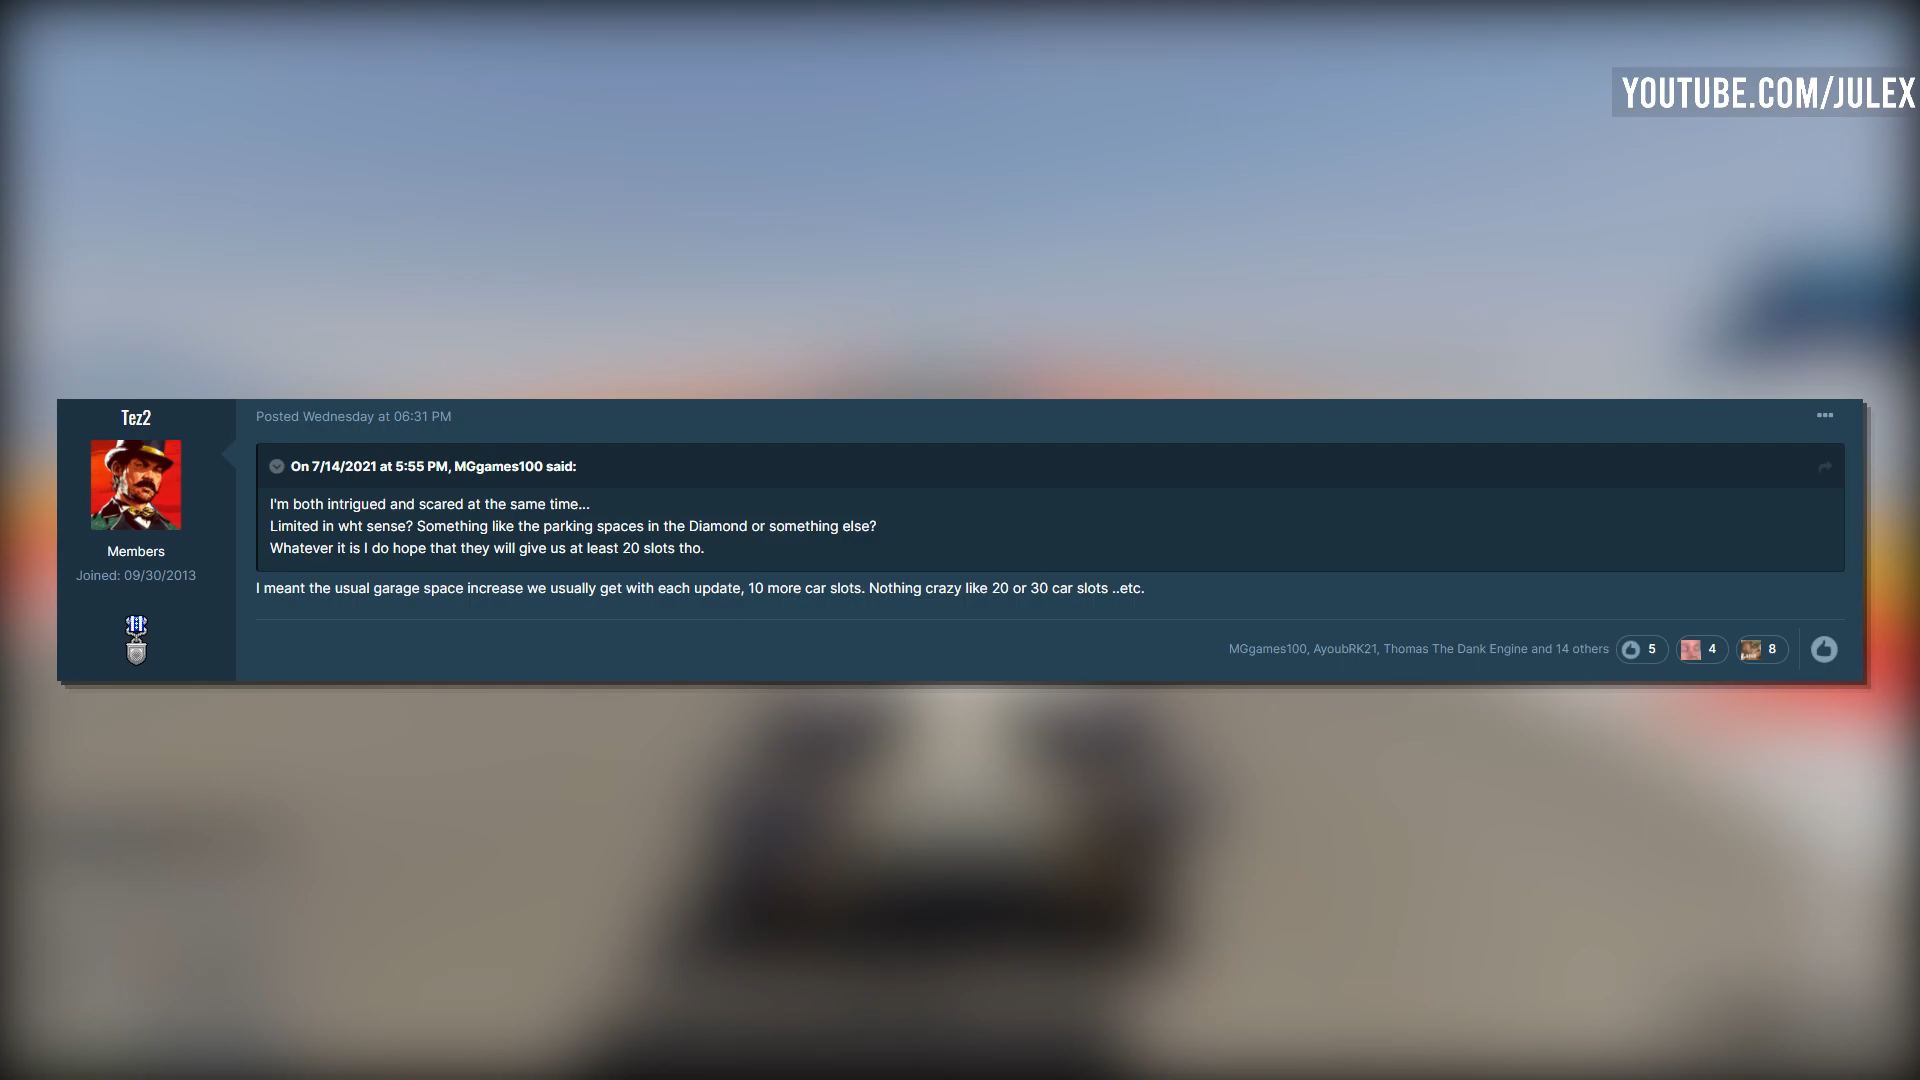 YOUTUBE.COM/JULEX
Tez2
Posted Wednesday at 06:31 PM
On 7/14/2021 at 5:55 PM, MGgames100 said:
I'm both intrigued and scared at the same time...
Limited in wht sense? Something like the parking spaces in the Diamond or something else?
Whatever it is I do hope that they will give us at least 20 slots tho.
Members
Joined: 09/30/2013
I meant the usual garage space increase we usually get with each update, 10 more car slots. Nothing crazy like 20 or 30 car slots ..etc.
MGgames100, AyoubRK21, Thomas The Dank Engine and 14 others 5 4 8